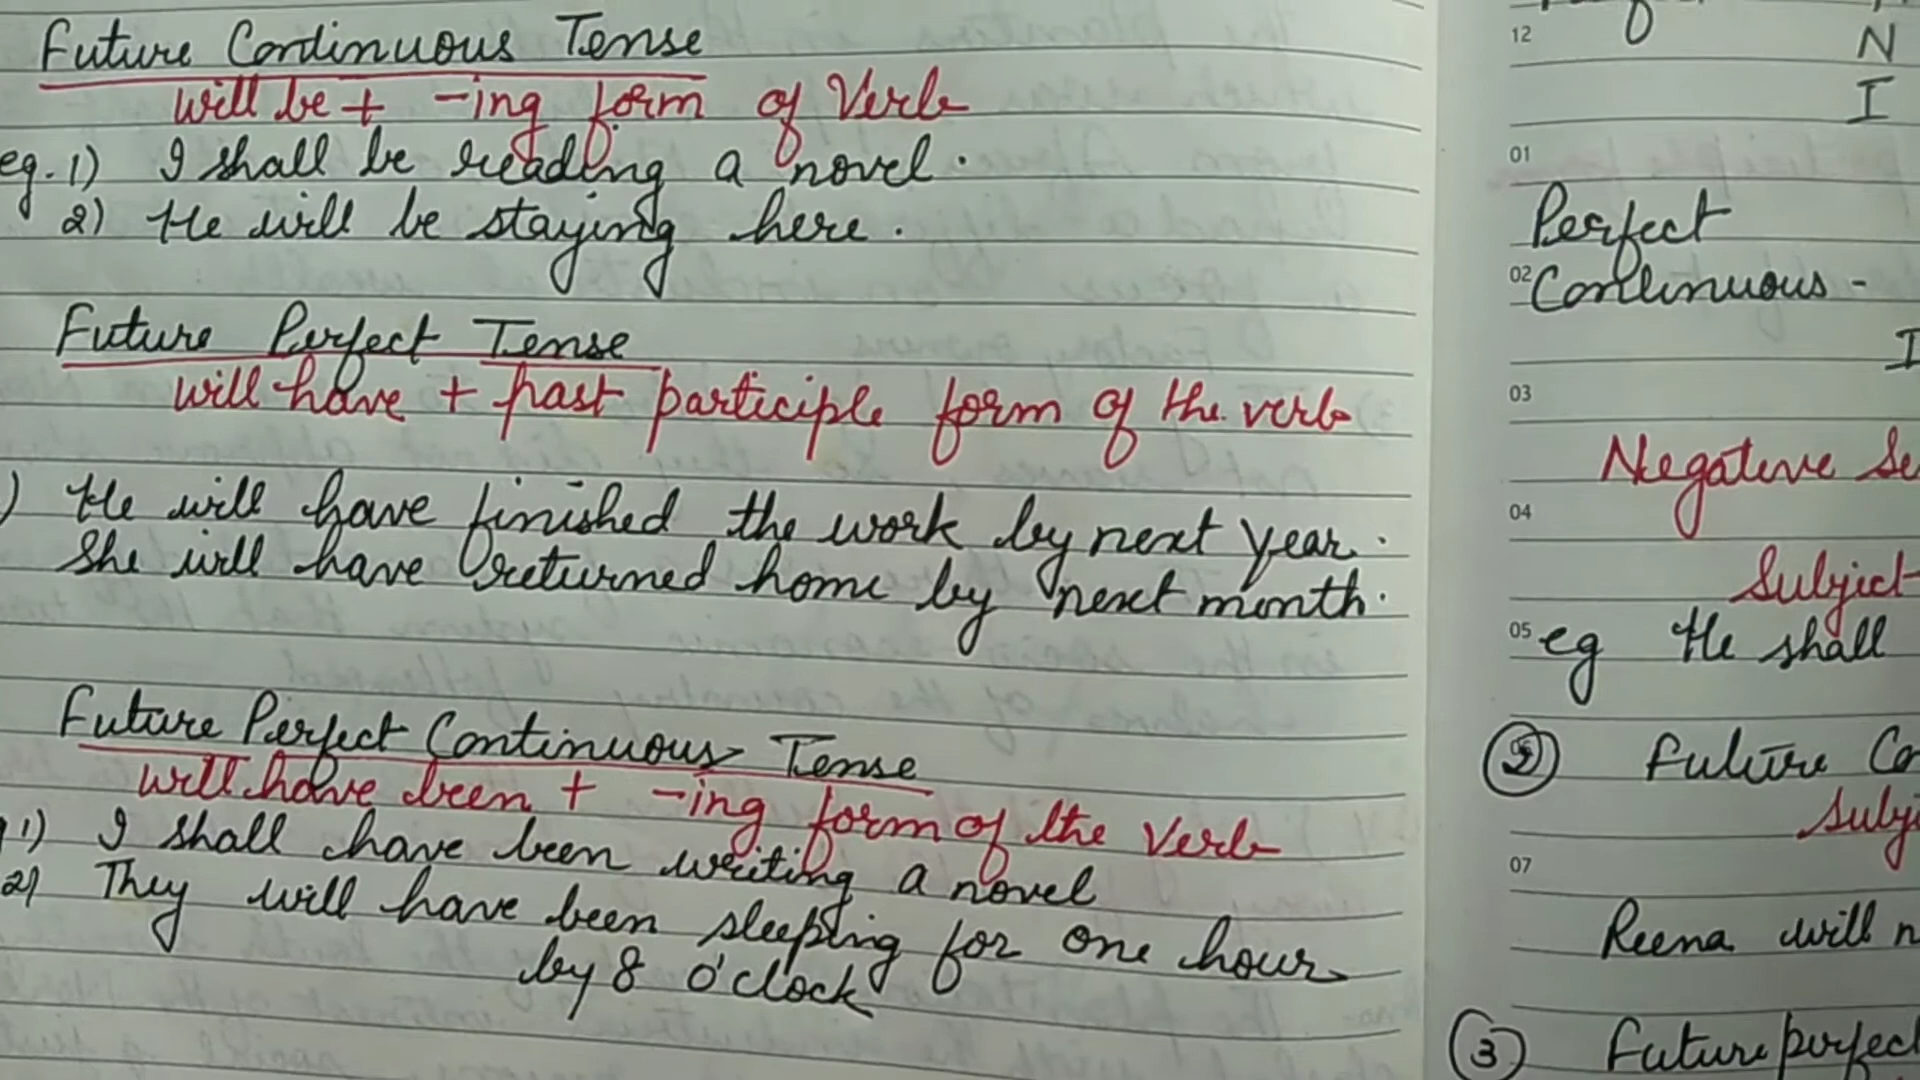 Future Continuous Tense
will be + -ing form of Verb
eg. 1) I shall be reading a novel.
2) He will be staying here.
Future Perfect Tense
will have + past participle form of the verb
) He will have finished the work by next year.
She will have returned home by next month.
Future Perfect Continuous Tense
will have been + -ing form of the Verb
1) I shall have been writing a novel
2) They will have been sleeping for one hour
by 8 o'clock
12
N
I
01
Perfect
02 Continuous -
I
03
Negative Se
04
Subject
05 eg He shall
2 Future Co
Subj
07
Reena will n
3 Future perfect